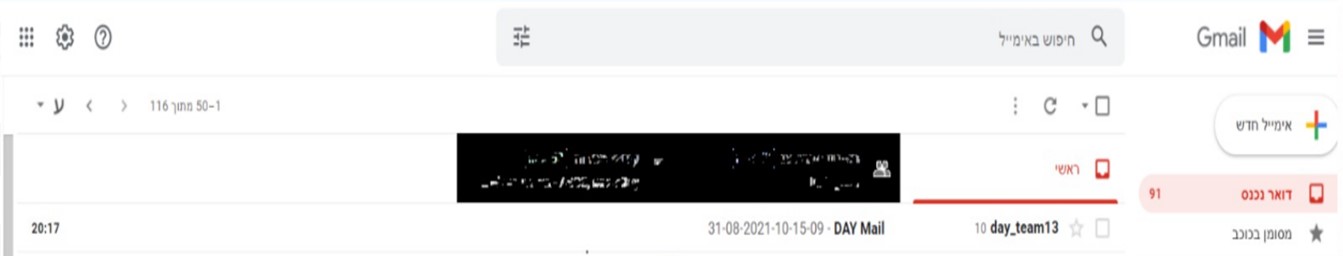 Gmail
חיפוש באימייל
אימייל חדש
1–50 מתוך 116
ע
ראשי
דואר נכנס 91
day_team13 10 DAY Mail - 31-08-2021-10-15-09 20:17
מסומן בכוכב